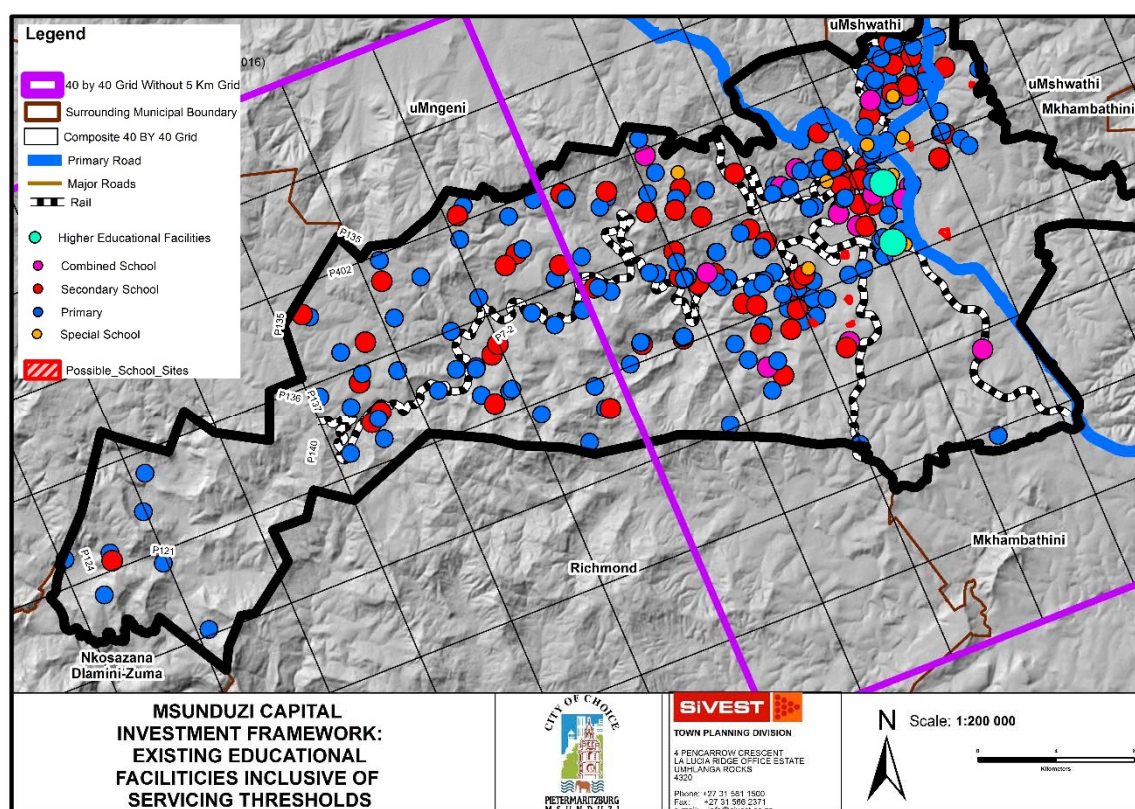 Legend
016)
40 by 40 Grid Without 5 Km Grid
Surrounding Municipal Boundary
Composite 40 BY 40 Grid
Primary Road
Major Roads
Rail
Higher Educational Facilities
Combined School
Secondary School
Primary
Special School
Possible_School_Sites
uMshwathi
uMshwathi
Mkhambathini
uMngeni
P135
P402
P135
P7-2
P136
P137
P140
P124
P121
Richmond
Mkhambathini
Nkosazana
Dlamini-Zuma
MSUNDUZI CAPITAL
INVESTMENT FRAMEWORK:
EXISTING EDUCATIONAL
FACILITICIES INCLUSIVE OF
SERVICING THRESHOLDS
CITY OF CHOICE
PIETERMARITZBURG
MSUNDUZI
SiVEST
TOWN PLANNING DIVISION
4 PENCARROW CRESCENT
LA LUCIA RIDGE OFFICE ESTATE
UMHLANGA ROCKS
4320
Phone: +27 31 581 1500
Fax: +27 31 566 2371
N
Scale: 1:200 000
Kilometers